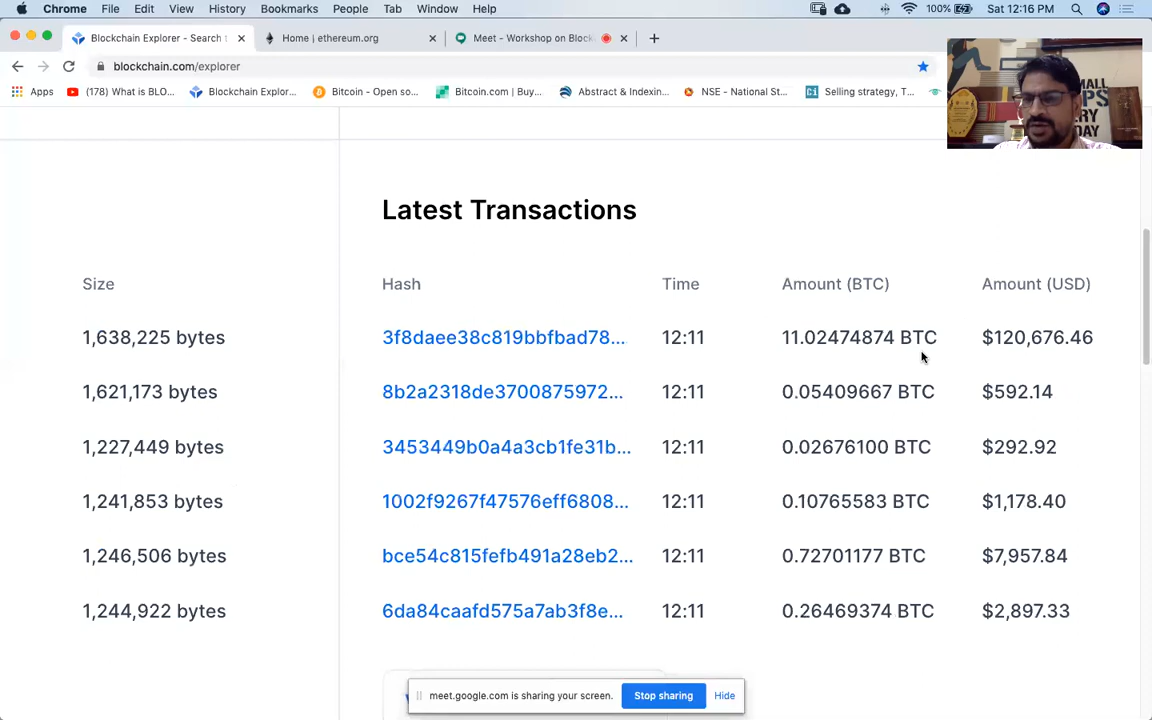 Chrome File Edit View History Bookmarks People Tab Window Help 100% Sat 12:16 PM
Blockchain Explorer - Search t Home | ethereum.org Meet - Workshop on Block
blockchain.com/explorer
Apps (178) What is BLO... Blockchain Explor... Bitcoin - Open so... Bitcoin.com | Buy... Abstract & Indexin... NSE - National St... Selling strategy, T...
Latest Transactions
Size Hash Time Amount (BTC) Amount (USD)
1,638,225 bytes 3f8daee38c819bbfbad78... 12:11 11.02474874 BTC $120,676.46
1,621,173 bytes 8b2a2318de3700875972... 12:11 0.05409667 BTC $592.14
1,227,449 bytes 3453449b0a4a3cb1fe31b... 12:11 0.02676100 BTC $292.92
1,241,853 bytes 1002f9267f47576eff6808... 12:11 0.10765583 BTC $1,178.40
1,246,506 bytes bce54c815fefb491a28eb2... 12:11 0.72701177 BTC $7,957.84
1,244,922 bytes 6da84caafd575a7ab3f8e... 12:11 0.26469374 BTC $2,897.33
meet.google.com is sharing your screen. Stop sharing Hide